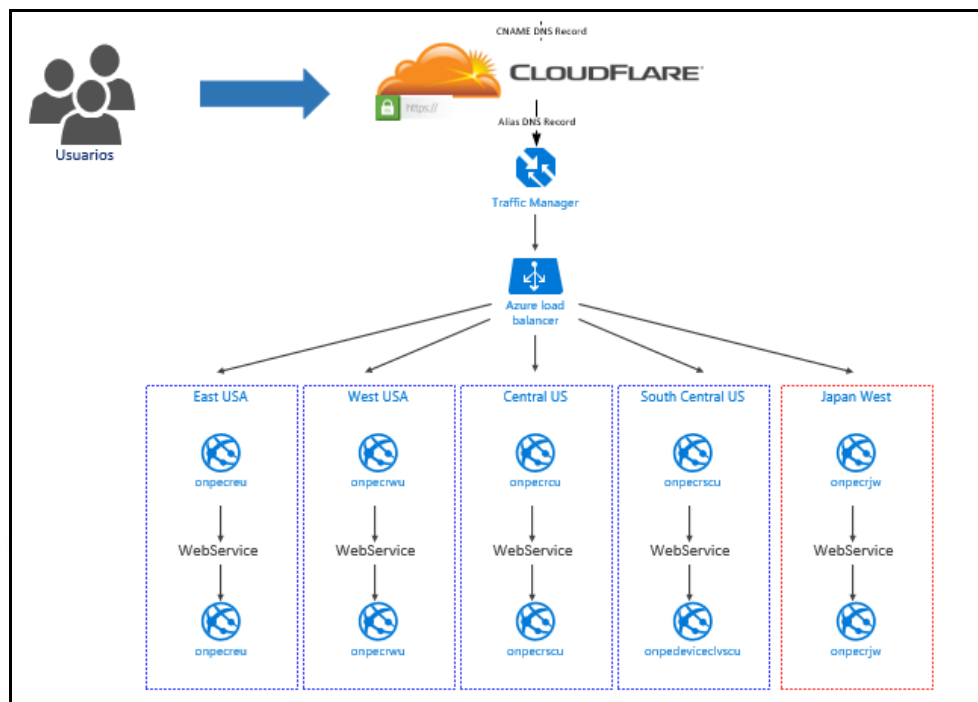 CNAME DNS Record
CLOUDFLARE
https://
Alias DNS Record
Usuarios
Traffic Manager
Azure load
balancer
East USA
West USA
Central US
South Central US
Japan West
onpecreu
onpecrwu
onpecrcu
onpecrscu
onpecrjw
WebService
WebService
WebService
WebService
WebService
onpecreu
onpecrwu
onpecrscu
onpedeviceclvscu
onpecrjw